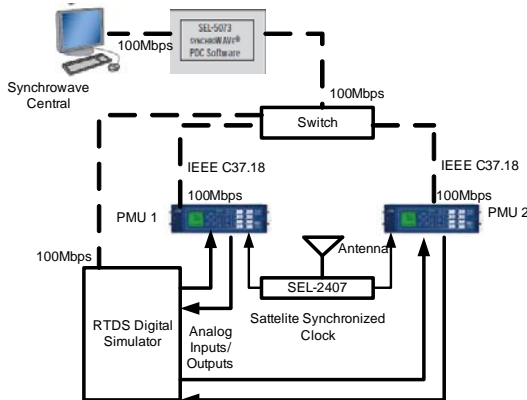 SEL-5073
SYNCHROWAVE®
PDC Software
100Mbps
Synchrowave
Central
100Mbps
Switch
IEEE C37.18
IEEE C37.18
100Mbps
100Mbps
PMU 1
PMU 2
Antenna
100Mbps
SEL-2407
RTDS Digital
Simulator
Analog
Inputs/
Outputs
Sattelite Synchronized
Clock